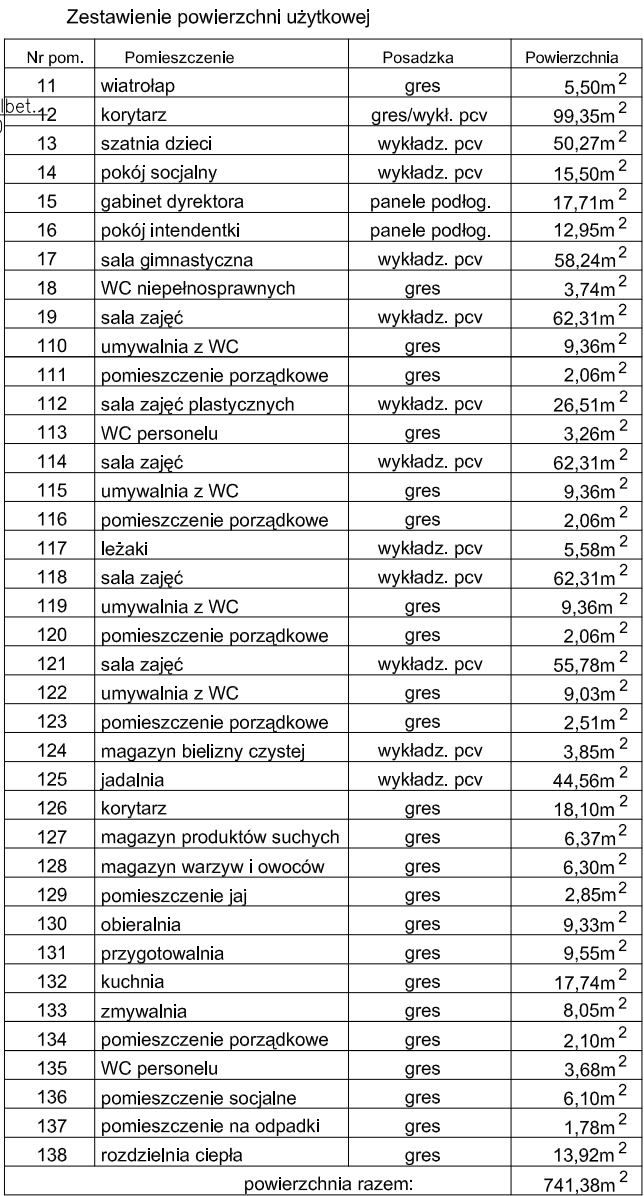 Zestawienie powierzchni użytkowej
Nr pom. Pomieszczenie Posadzka Powierzchnia
11 wiatrołap gres 5,50m²
lbet.
12 korytarz gres/wykł. pcv 99,35m²
13 szatnia dzieci wykładz. pcv 50,27m²
14 pokój socjalny wykładz. pcv 15,50m²
15 gabinet dyrektora panele podłog. 17,71m²
16 pokój intendentki panele podłog. 12,95m²
17 sala gimnastyczna wykładz. pcv 58,24m²
18 WC niepełnosprawnych gres 3,74m²
19 sala zajęć wykładz. pcv 62,31m²
110 umywalnia z WC gres 9,36m²
111 pomieszczenie porządkowe gres 2,06m²
112 sala zajęć plastycznych wykładz. pcv 26,51m²
113 WC personelu gres 3,26m²
114 sala zajęć wykładz. pcv 62,31m²
115 umywalnia z WC gres 9,36m²
116 pomieszczenie porządkowe gres 2,06m²
117 leżaki wykładz. pcv 5,58m²
118 sala zajęć wykładz. pcv 62,31m²
119 umywalnia z WC gres 9,36m²
120 pomieszczenie porządkowe gres 2,06m²
121 sala zajęć wykładz. pcv 55,78m²
122 umywalnia z WC gres 9,03m²
123 pomieszczenie porządkowe gres 2,51m²
124 magazyn bielizny czystej wykładz. pcv 3,85m²
125 jadalnia wykładz. pcv 44,56m²
126 korytarz gres 18,10m²
127 magazyn produktów suchych gres 6,37m²
128 magazyn warzyw i owoców gres 6,30m²
129 pomieszczenie jaj gres 2,85m²
130 obieralnia gres 9,33m²
131 przygotowalnia gres 9,55m²
132 kuchnia gres 17,74m²
133 zmywalnia gres 8,05m²
134 pomieszczenie porządkowe gres 2,10m²
135 WC personelu gres 3,68m²
136 pomieszczenie socjalne gres 6,10m²
137 pomieszczenie na odpadki gres 1,78m²
138 rozdzielnia ciepła gres 13,92m²
powierzchnia razem: 741,38m²